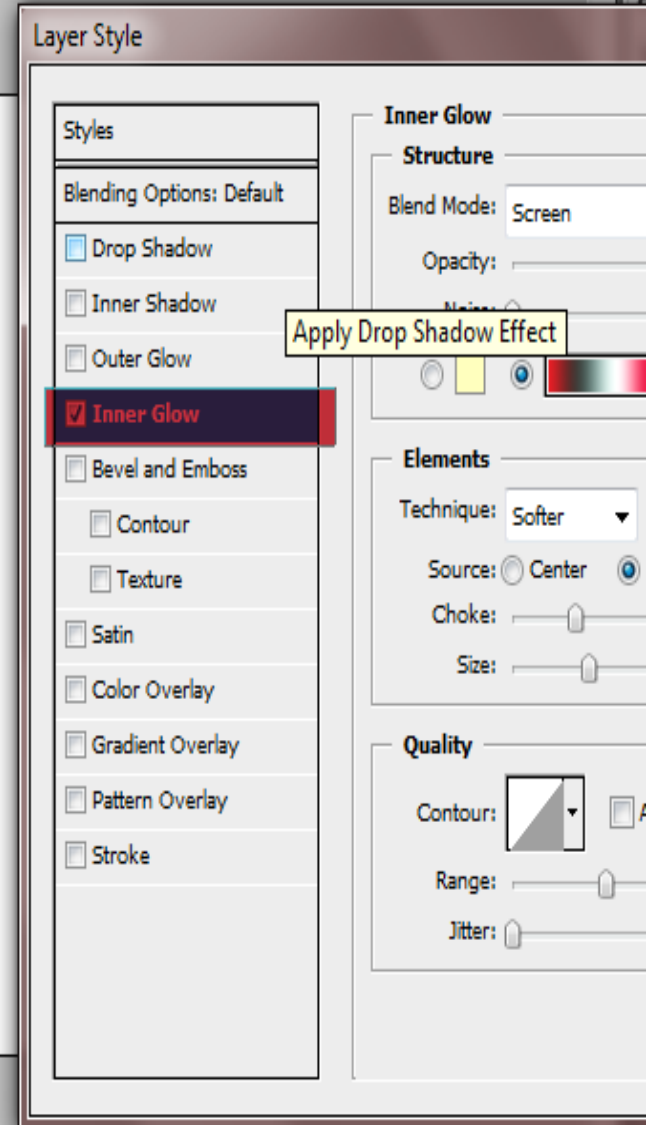 Layer Style
Styles
Blending Options: Default
Drop Shadow
Inner Shadow
Outer Glow
Inner Glow
Bevel and Emboss
Contour
Texture
Satin
Color Overlay
Gradient Overlay
Pattern Overlay
Stroke
Inner Glow
Structure
Blend Mode: Screen
Opacity:
Apply Drop Shadow Effect
Elements
Technique: Softer
Source: Center
Choke:
Size:
Quality
Contour:
Range:
Jitter: